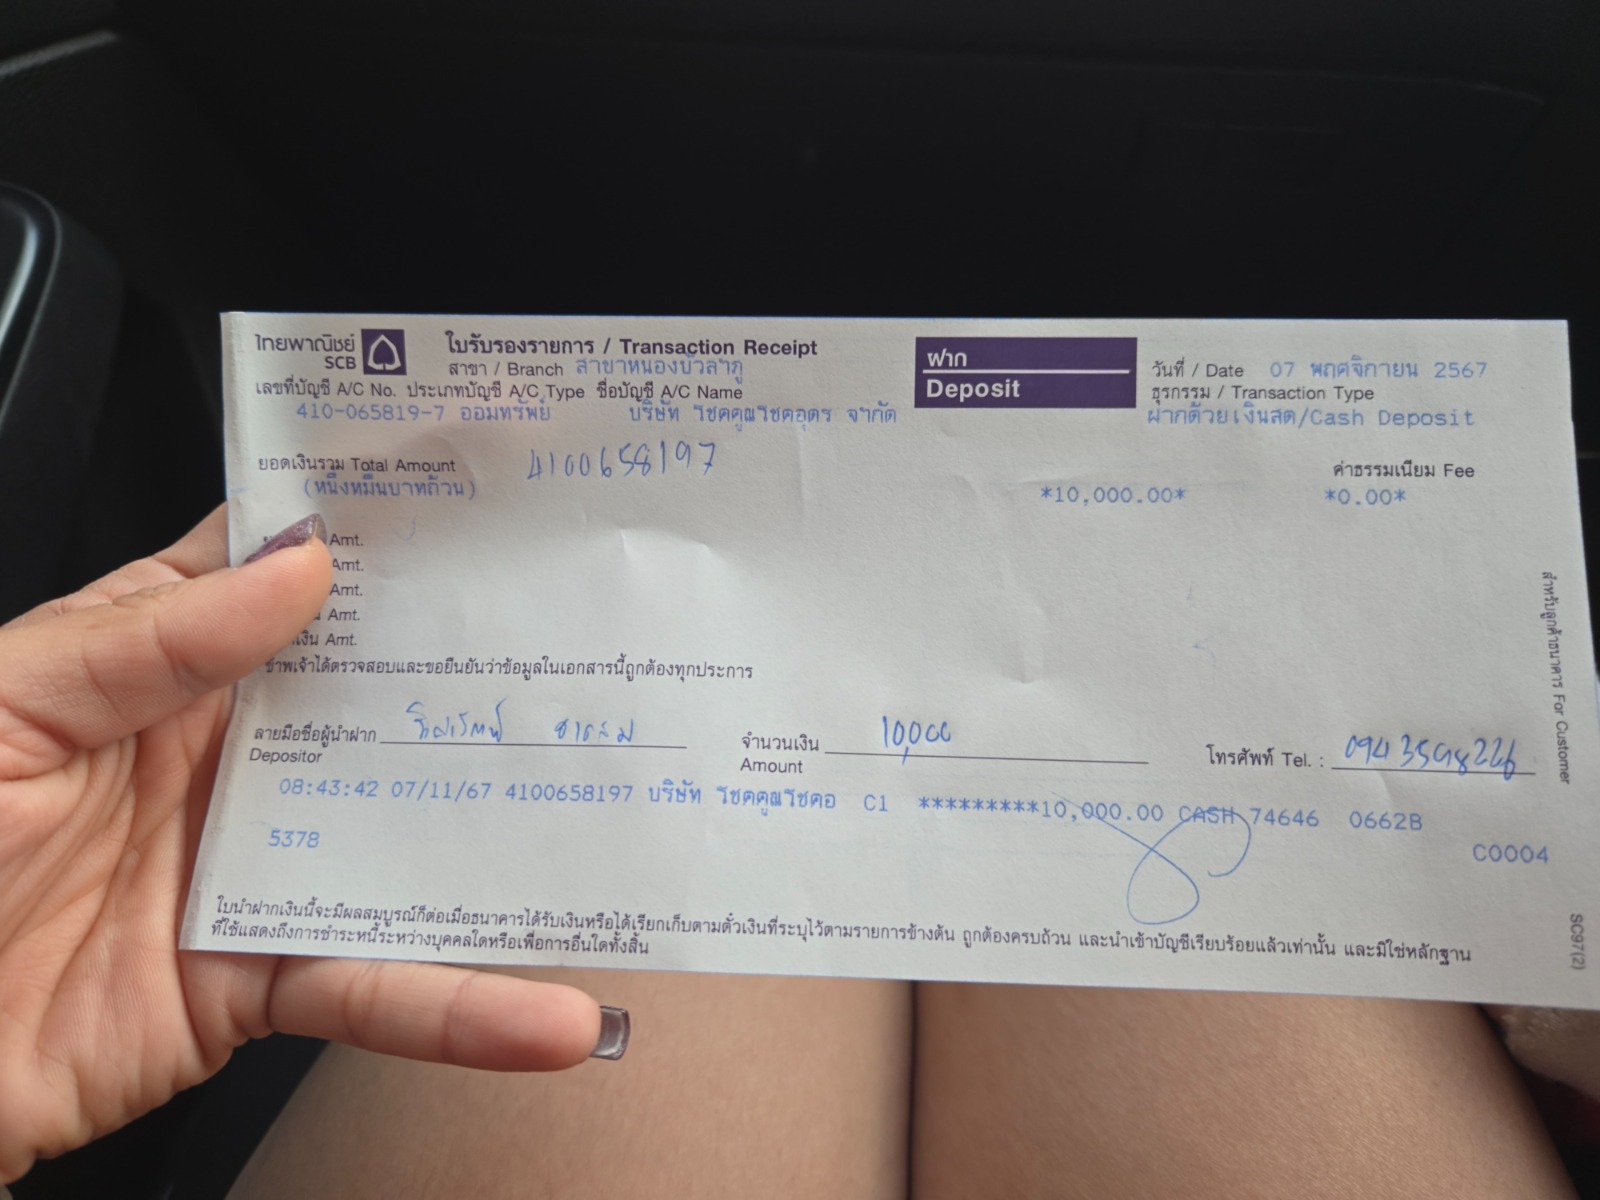 ไทยพาณิชย์
SCB
ใบรับรองรายการ / Transaction Receipt
สาขา / Branch สาขาหนองบัวลำภู
ฝาก
Deposit
วันที่ / Date 07 พฤศจิกายน 2567
เลขที่บัญชี A/C No. ประเภทบัญชี A/C Type ชื่อบัญชี A/C Name
ธุรกรรม / Transaction Type
410-065819-7 ออมทรัพย์ บริษัท โชคคูณโชคอุดร จำกัด
ฝากด้วยเงินสด/Cash Deposit
ยอดเงินรวม Total Amount 4100658197
ค่าธรรมเนียม Fee
(หนึ่งหมื่นบาทถ้วน) *10,000.00* *0.00*
Amt.
Amt.
Amt.
Amt.
เงิน Amt.
ข้าพเจ้าได้ตรวจสอบและขอยืนยันว่าข้อมูลในเอกสารนี้ถูกต้องทุกประการ
ลายมือชื่อผู้นำฝาก
Depositor
จำนวนเงิน 10,000
Amount
โทรศัพท์ Tel. : 0943598226
08:43:42 07/11/67 4100658197 บริษัท โชคคูณโชคอ C1 *********10,000.00 CASH 74646 0662B
5378 C0004
ใบนำฝากเงินนี้จะมีผลสมบูรณ์ก็ต่อเมื่อธนาคารได้รับเงินหรือได้เรียกเก็บตามตั๋วเงินที่ระบุไว้ตามรายการข้างต้น ถูกต้องครบถ้วน และนำเข้าบัญชีเรียบร้อยแล้วเท่านั้น และมิใช่หลักฐาน
ที่ใช้แสดงถึงการชำระหนี้ระหว่างบุคคลใดหรือเพื่อการอื่นใดทั้งสิ้น
สำหรับลูกค้าธนาคาร For Customer
SC97(2)